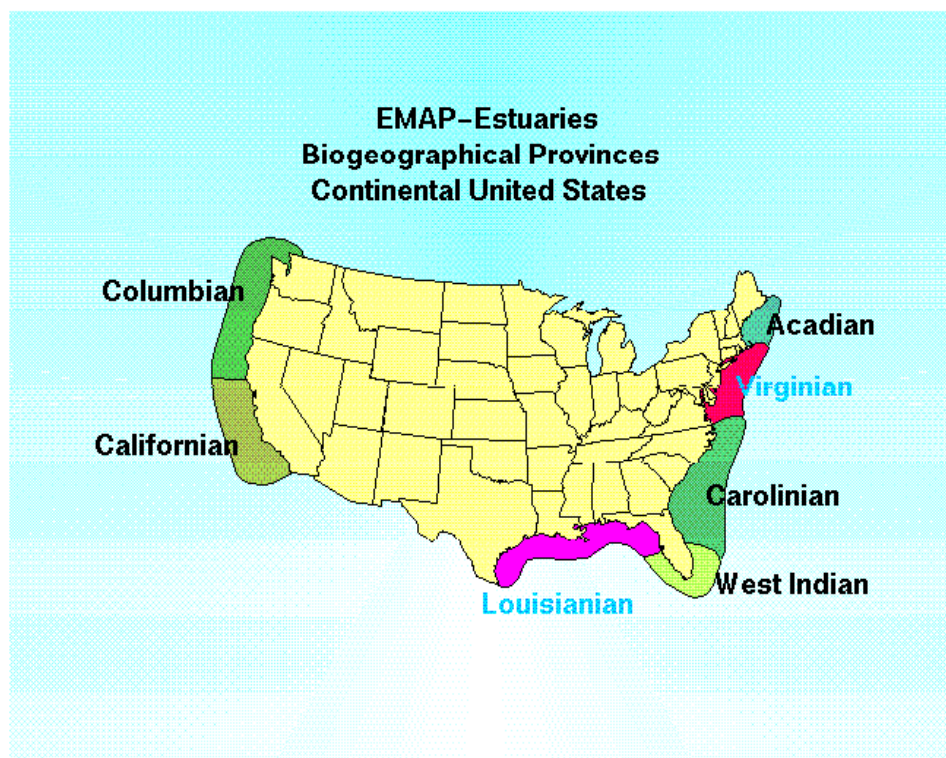 EMAP–Estuaries
Biogeographical Provinces
Continental United States
Columbian
Acadian
Virginian
Californian
Carolinian
West Indian
Louisianian